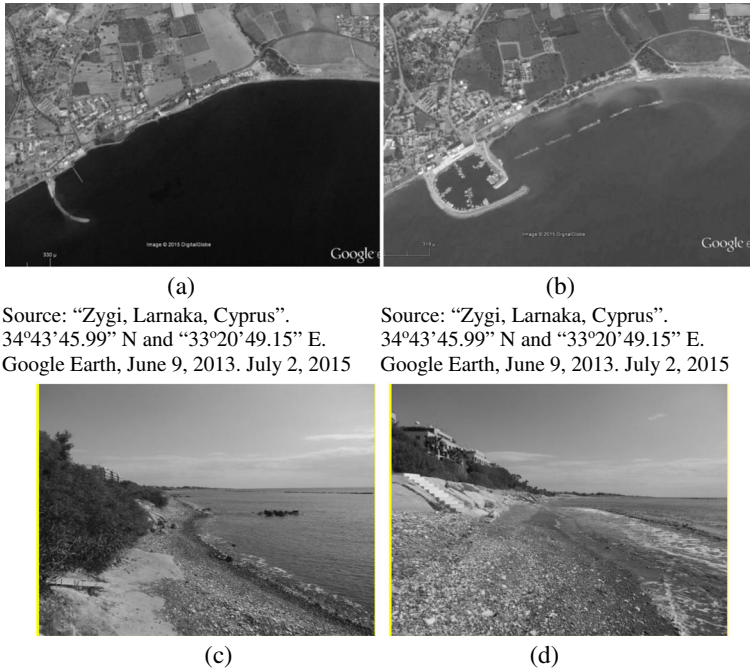 330 μ
Image © 2015 DigitalGlobe
Google
(a)
Image © 2015 DigitalGlobe
Google e
(b)
Source: “Zygi, Larnaka, Cyprus”.
34º43’45.99” N and “33º20’49.15” E.
Google Earth, June 9, 2013. July 2, 2015
Source: “Zygi, Larnaka, Cyprus”.
34º43’45.99” N and “33º20’49.15” E.
Google Earth, June 9, 2013. July 2, 2015
(c)
(d)